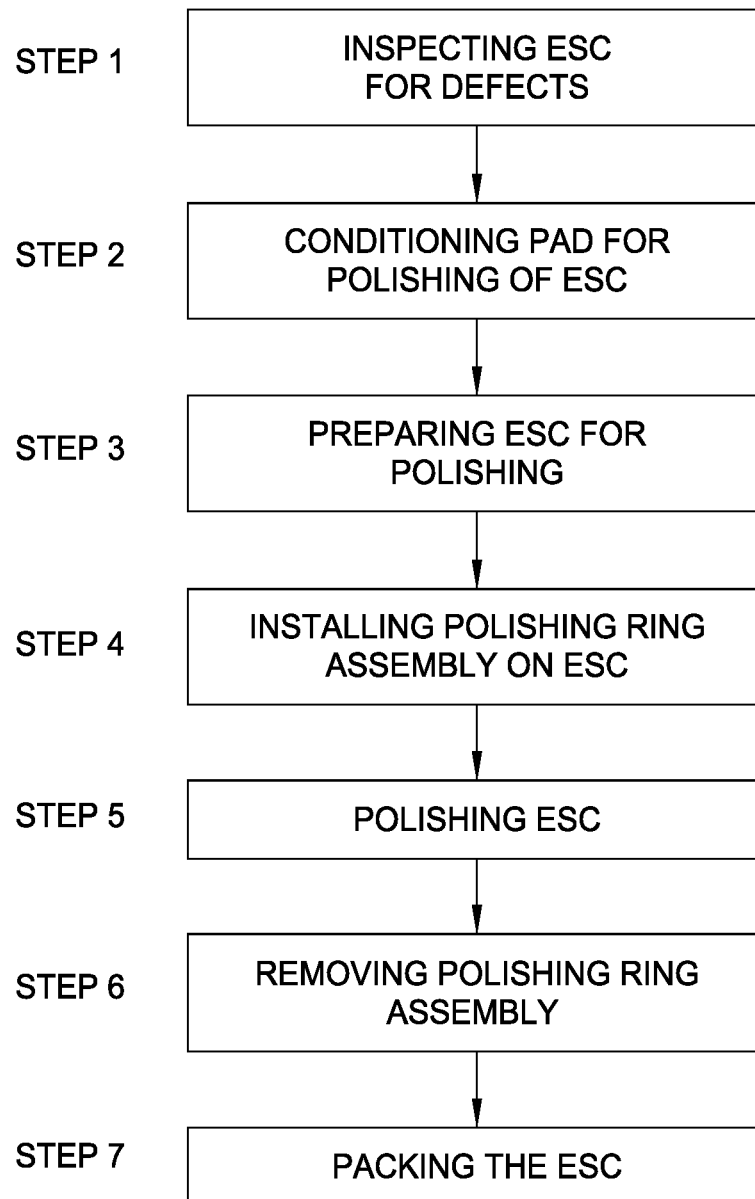 STEP 1
INSPECTING ESC
FOR DEFECTS
STEP 2
CONDITIONING PAD FOR
POLISHING OF ESC
STEP 3
PREPARING ESC FOR
POLISHING
STEP 4
INSTALLING POLISHING RING
ASSEMBLY ON ESC
STEP 5
POLISHING ESC
STEP 6
REMOVING POLISHING RING
ASSEMBLY
STEP 7
PACKING THE ESC